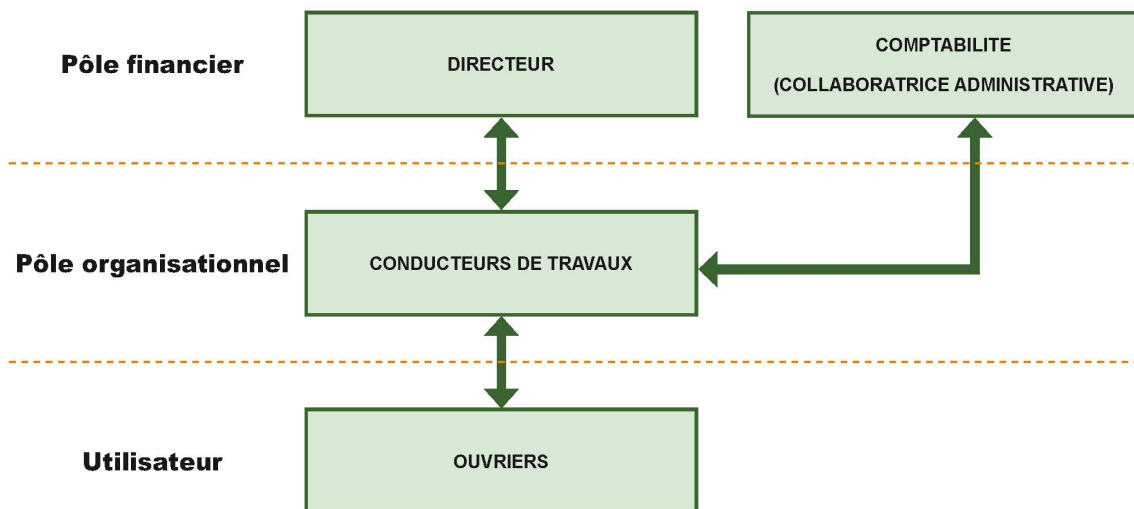 Pôle financier
DIRECTEUR
COMPTABILITE
(COLLABORATRICE ADMINISTRATIVE)
Pôle organisationnel
CONDUCTEURS DE TRAVAUX
Utilisateur
OUVRIERS